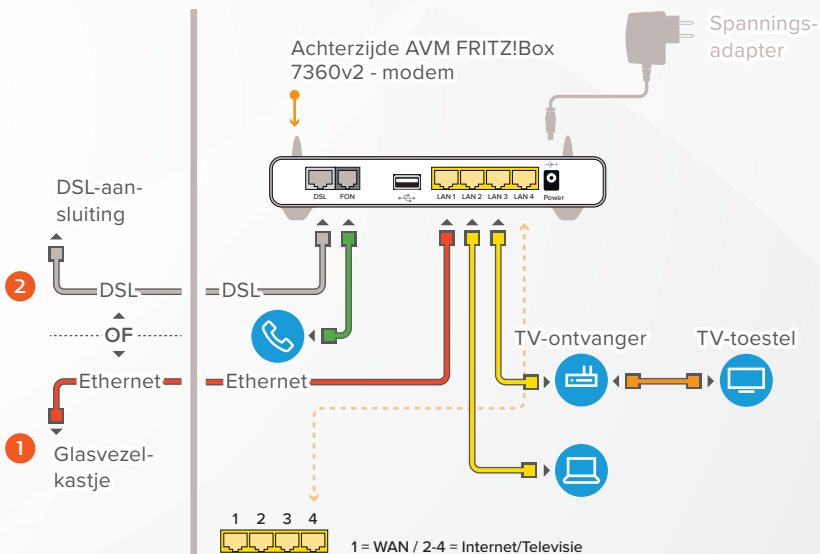 Spannings-
adapter
Achterzijde AVM FRITZ!Box
7360v2 - modem
DSL FON LAN 1 LAN 2 LAN 3 LAN 4 Power
DSL-aan-
sluiting
2
DSL DSL
OF
TV-ontvanger TV-toestel
Ethernet Ethernet
1
Glasvezel-
kastje
1 2 3 4
1 = WAN / 2-4 = Internet/Televisie